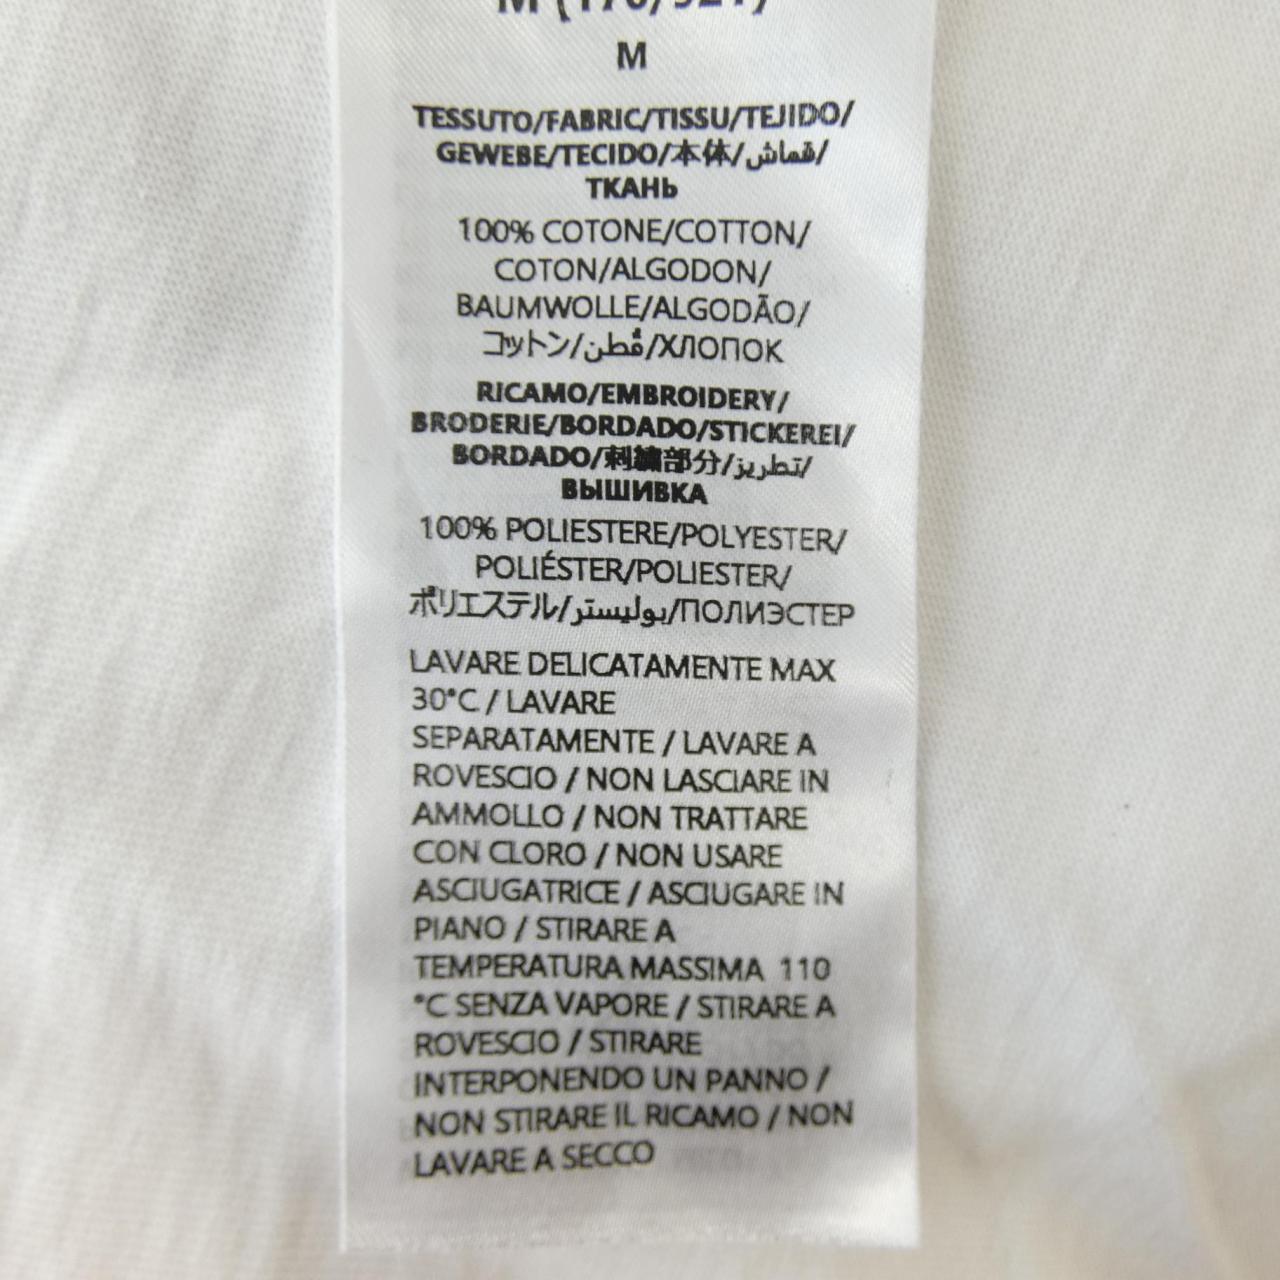 M
TESSUTO/FABRIC/TISSU/TEJIDO/
GEWEBE/TECIDO/本体/قماش/
ТКАНЬ
100% COTONE/COTTON/
COTON/ALGODON/
BAUMWOLLE/ALGODÃO/
コットン/قُطن/ХЛОПОК
RICAMO/EMBROIDERY/
BRODERIE/BORDADO/STICKEREI/
BORDADO/刺繍部分/تطريز/
ВЫШИВКА
100% POLIESTERE/POLYESTER/
POLIÉSTER/POLIESTER/
ポリエステル/بوليستر/ПОЛИЭСТЕР
LAVARE DELICATAMENTE MAX
30°C / LAVARE
SEPARATAMENTE / LAVARE A
ROVESCIO / NON LASCIARE IN
AMMOLLO / NON TRATTARE
CON CLORO / NON USARE
ASCIUGATRICE / ASCIUGARE IN
PIANO / STIRARE A
TEMPERATURA MASSIMA 110
°C SENZA VAPORE / STIRARE A
ROVESCIO / STIRARE
INTERPONENDO UN PANNO /
NON STIRARE IL RICAMO / NON
LAVARE A SECCO